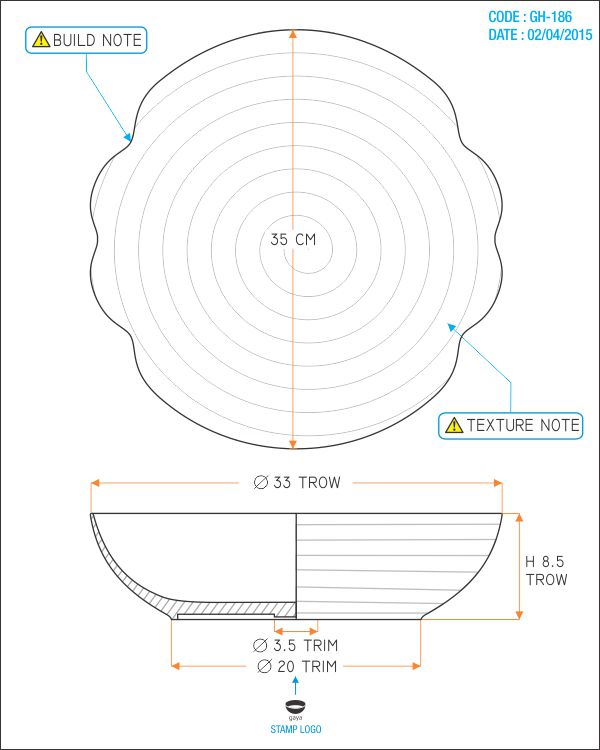 CODE : GH-186
DATE : 02/04/2015
BUILD NOTE
35 CM
TEXTURE NOTE
∅ 33 TROW
H 8.5
TROW
∅ 3.5 TRIM
∅ 20 TRIM
gaya
STAMP LOGO